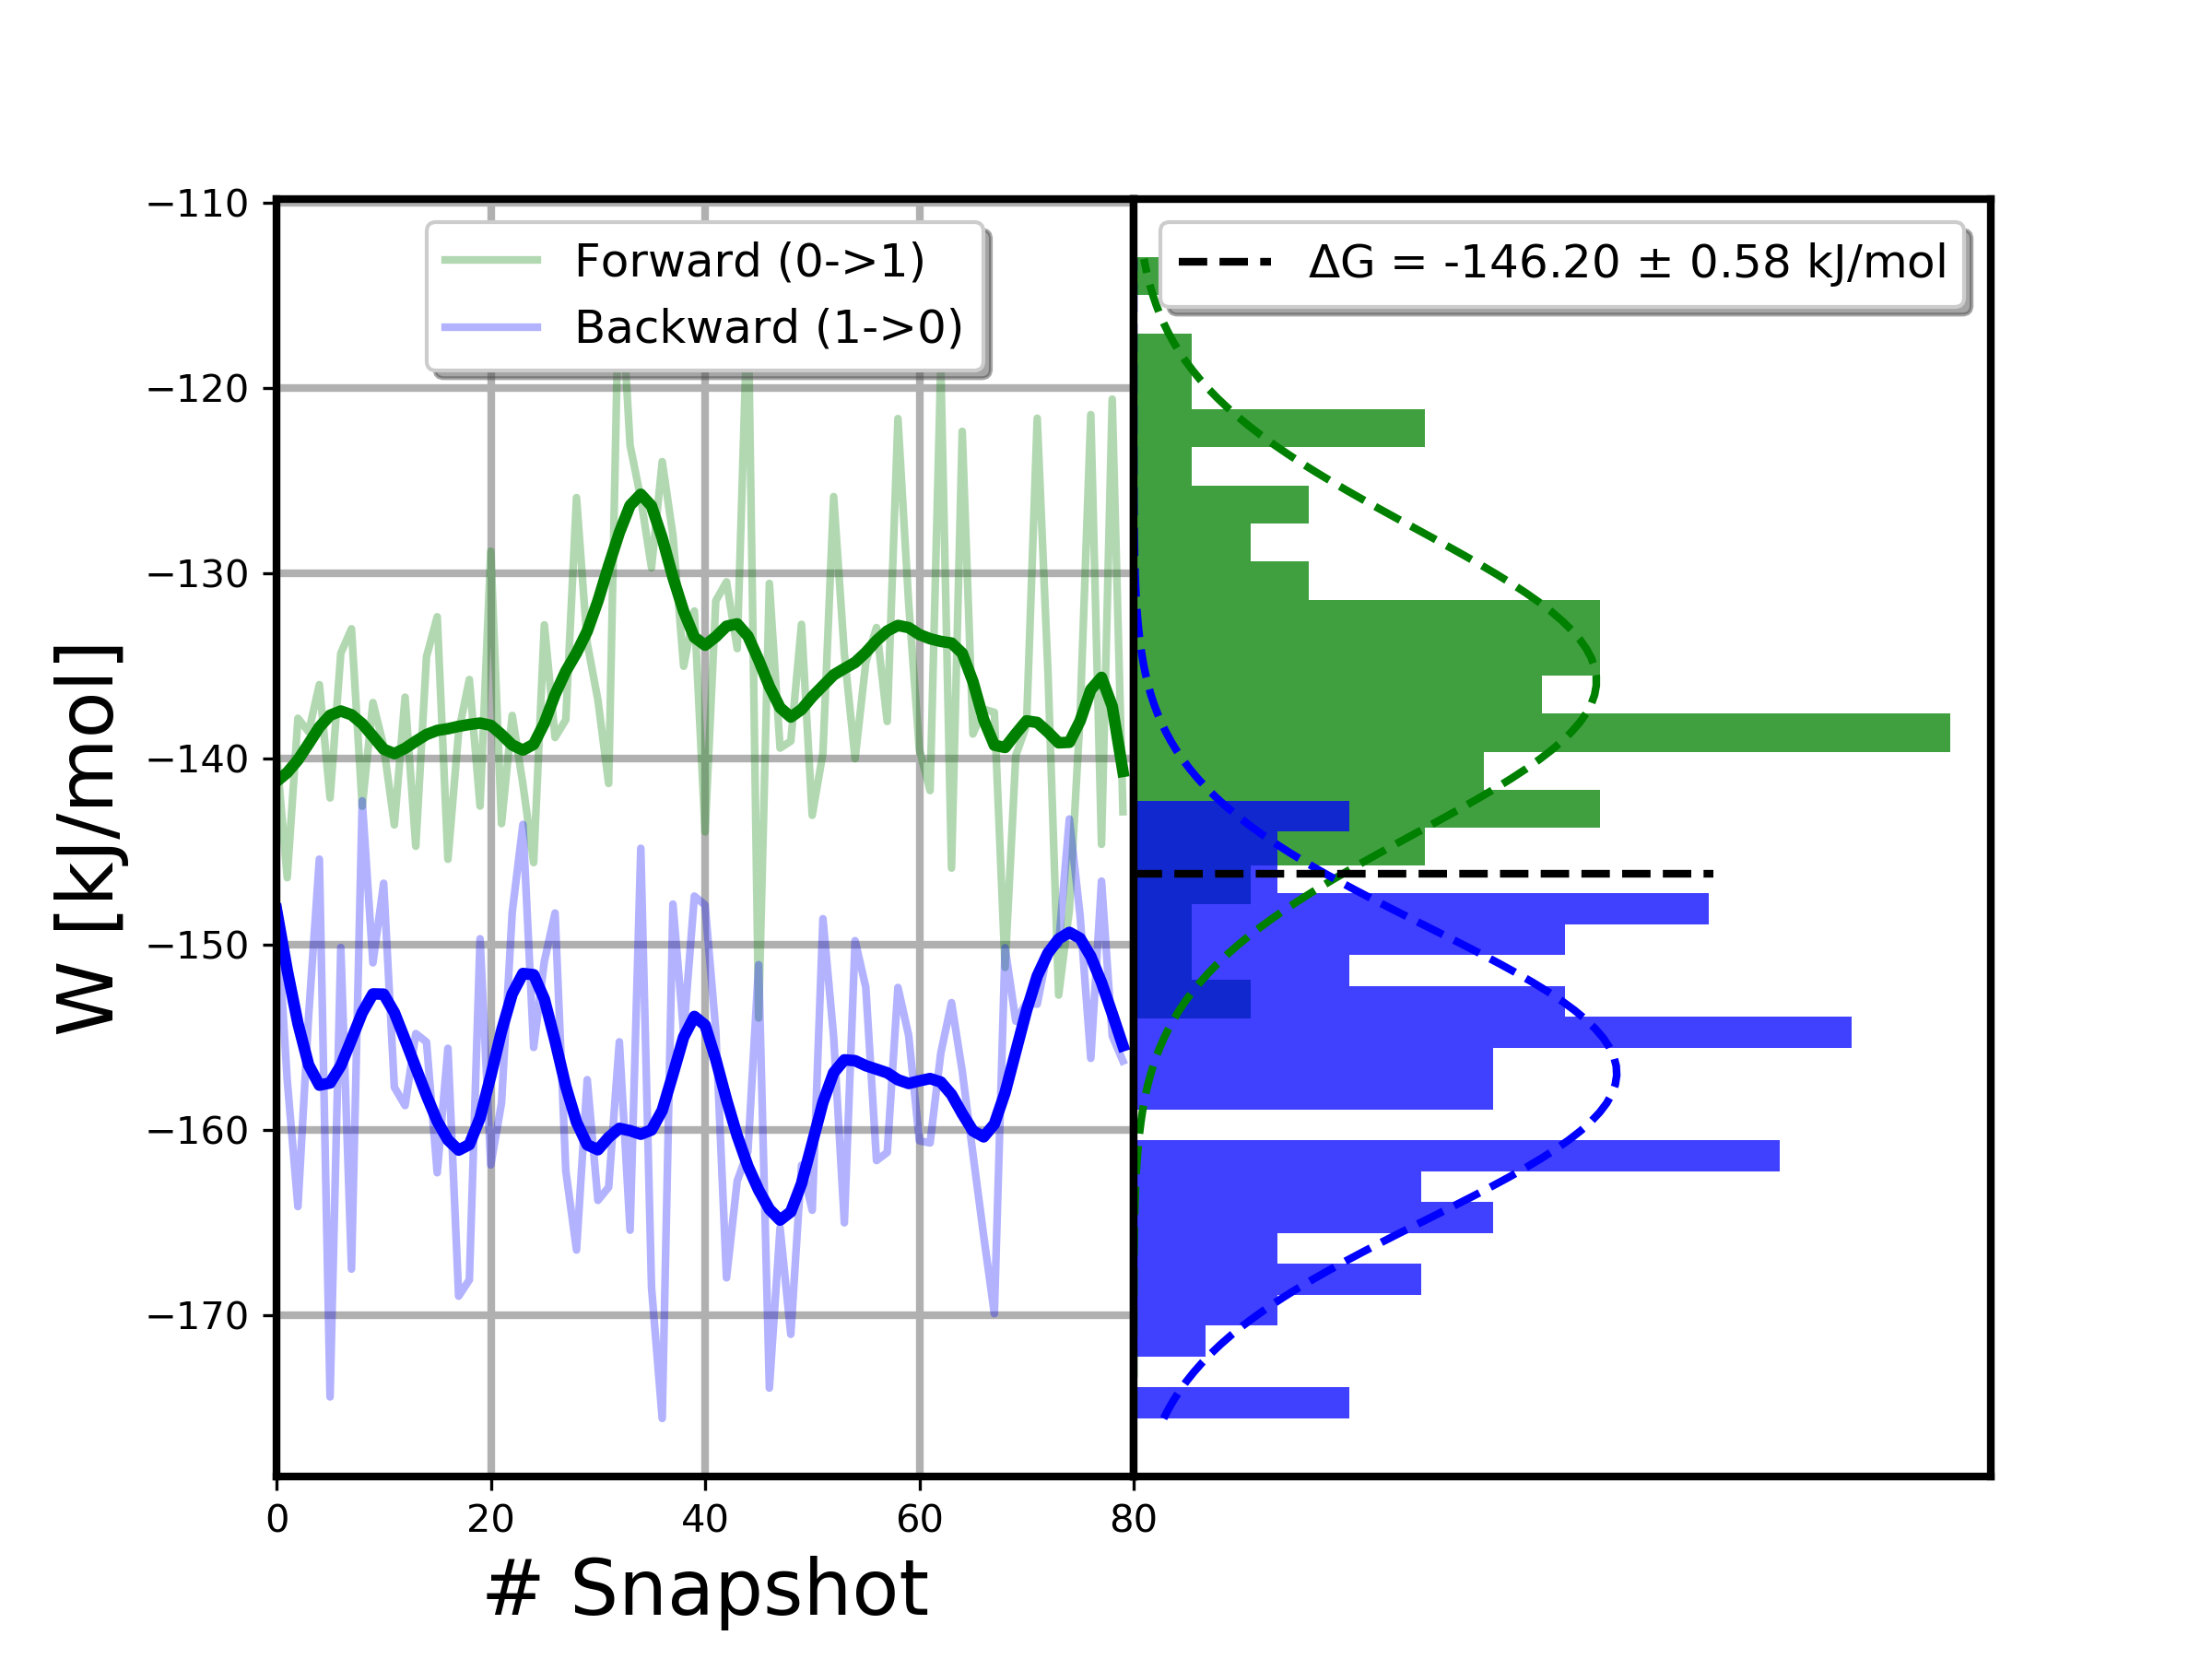 Forward (0->1)
Backward (1->0)
ΔG = -146.20 ± 0.58 kJ/mol
W [kJ/mol]
−110
−120
−130
−140
−150
−160
−170
0 20 40 60 80
# Snapshot